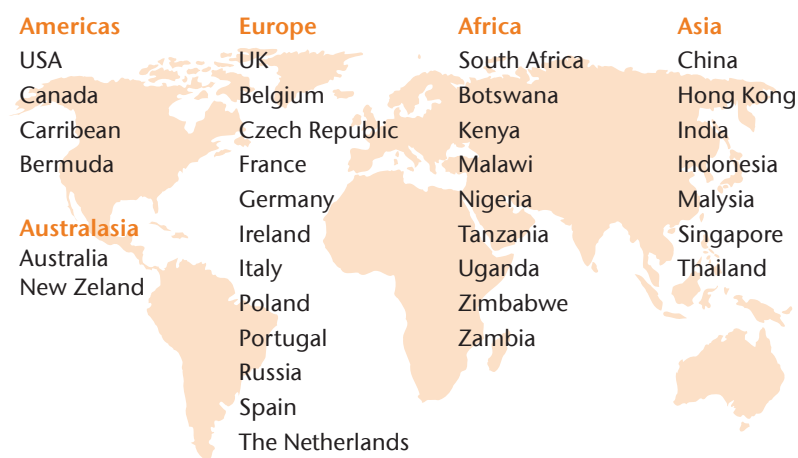 Americas
USA
Canada
Carribean
Bermuda
Australasia
Australia
New Zeland
Europe
UK
Belgium
Czech Republic
France
Germany
Ireland
Italy
Poland
Portugal
Russia
Spain
The Netherlands
Africa
South Africa
Botswana
Kenya
Malawi
Nigeria
Tanzania
Uganda
Zimbabwe
Zambia
Asia
China
Hong Kong
India
Indonesia
Malysia
Singapore
Thailand